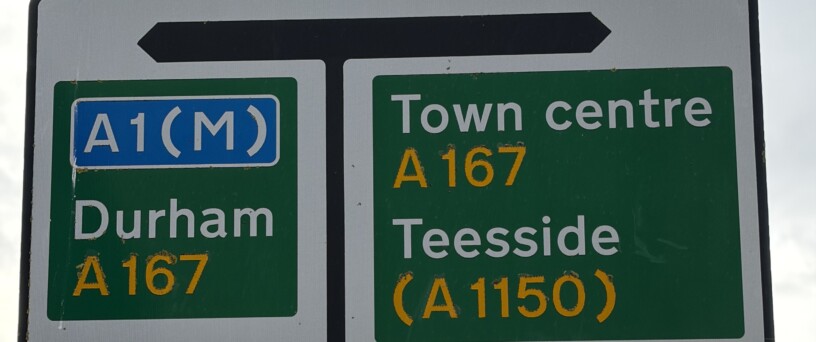 A1(M)
Durham
A167
Town centre
A167
Teesside
(A1150)